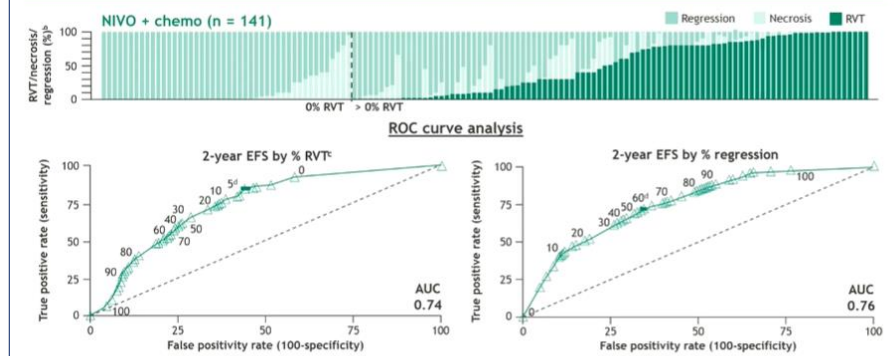 NIVO + chemo (n = 141)
Regression Necrosis RVT
RVT/necrosis/
regression (%)ᵇ
100
50
0
0% RVT > 0% RVT
ROC curve analysis
2-year EFS by % RVTᶜ
True positive rate (sensitivity)
100
75
50
25
0
0
5ᵈ
10
20
30
40
50
60
70
80
90
100
AUC
0.74
0 25 50 75 100
False positivity rate (100-specificity)
2-year EFS by % regression
True positive rate (sensitivity)
100
75
50
25
0
100
90
80
70
60ᵈ
50
40
30
20
10
0
AUC
0.76
0 25 50 75 100
False positivity rate (100-specificity)